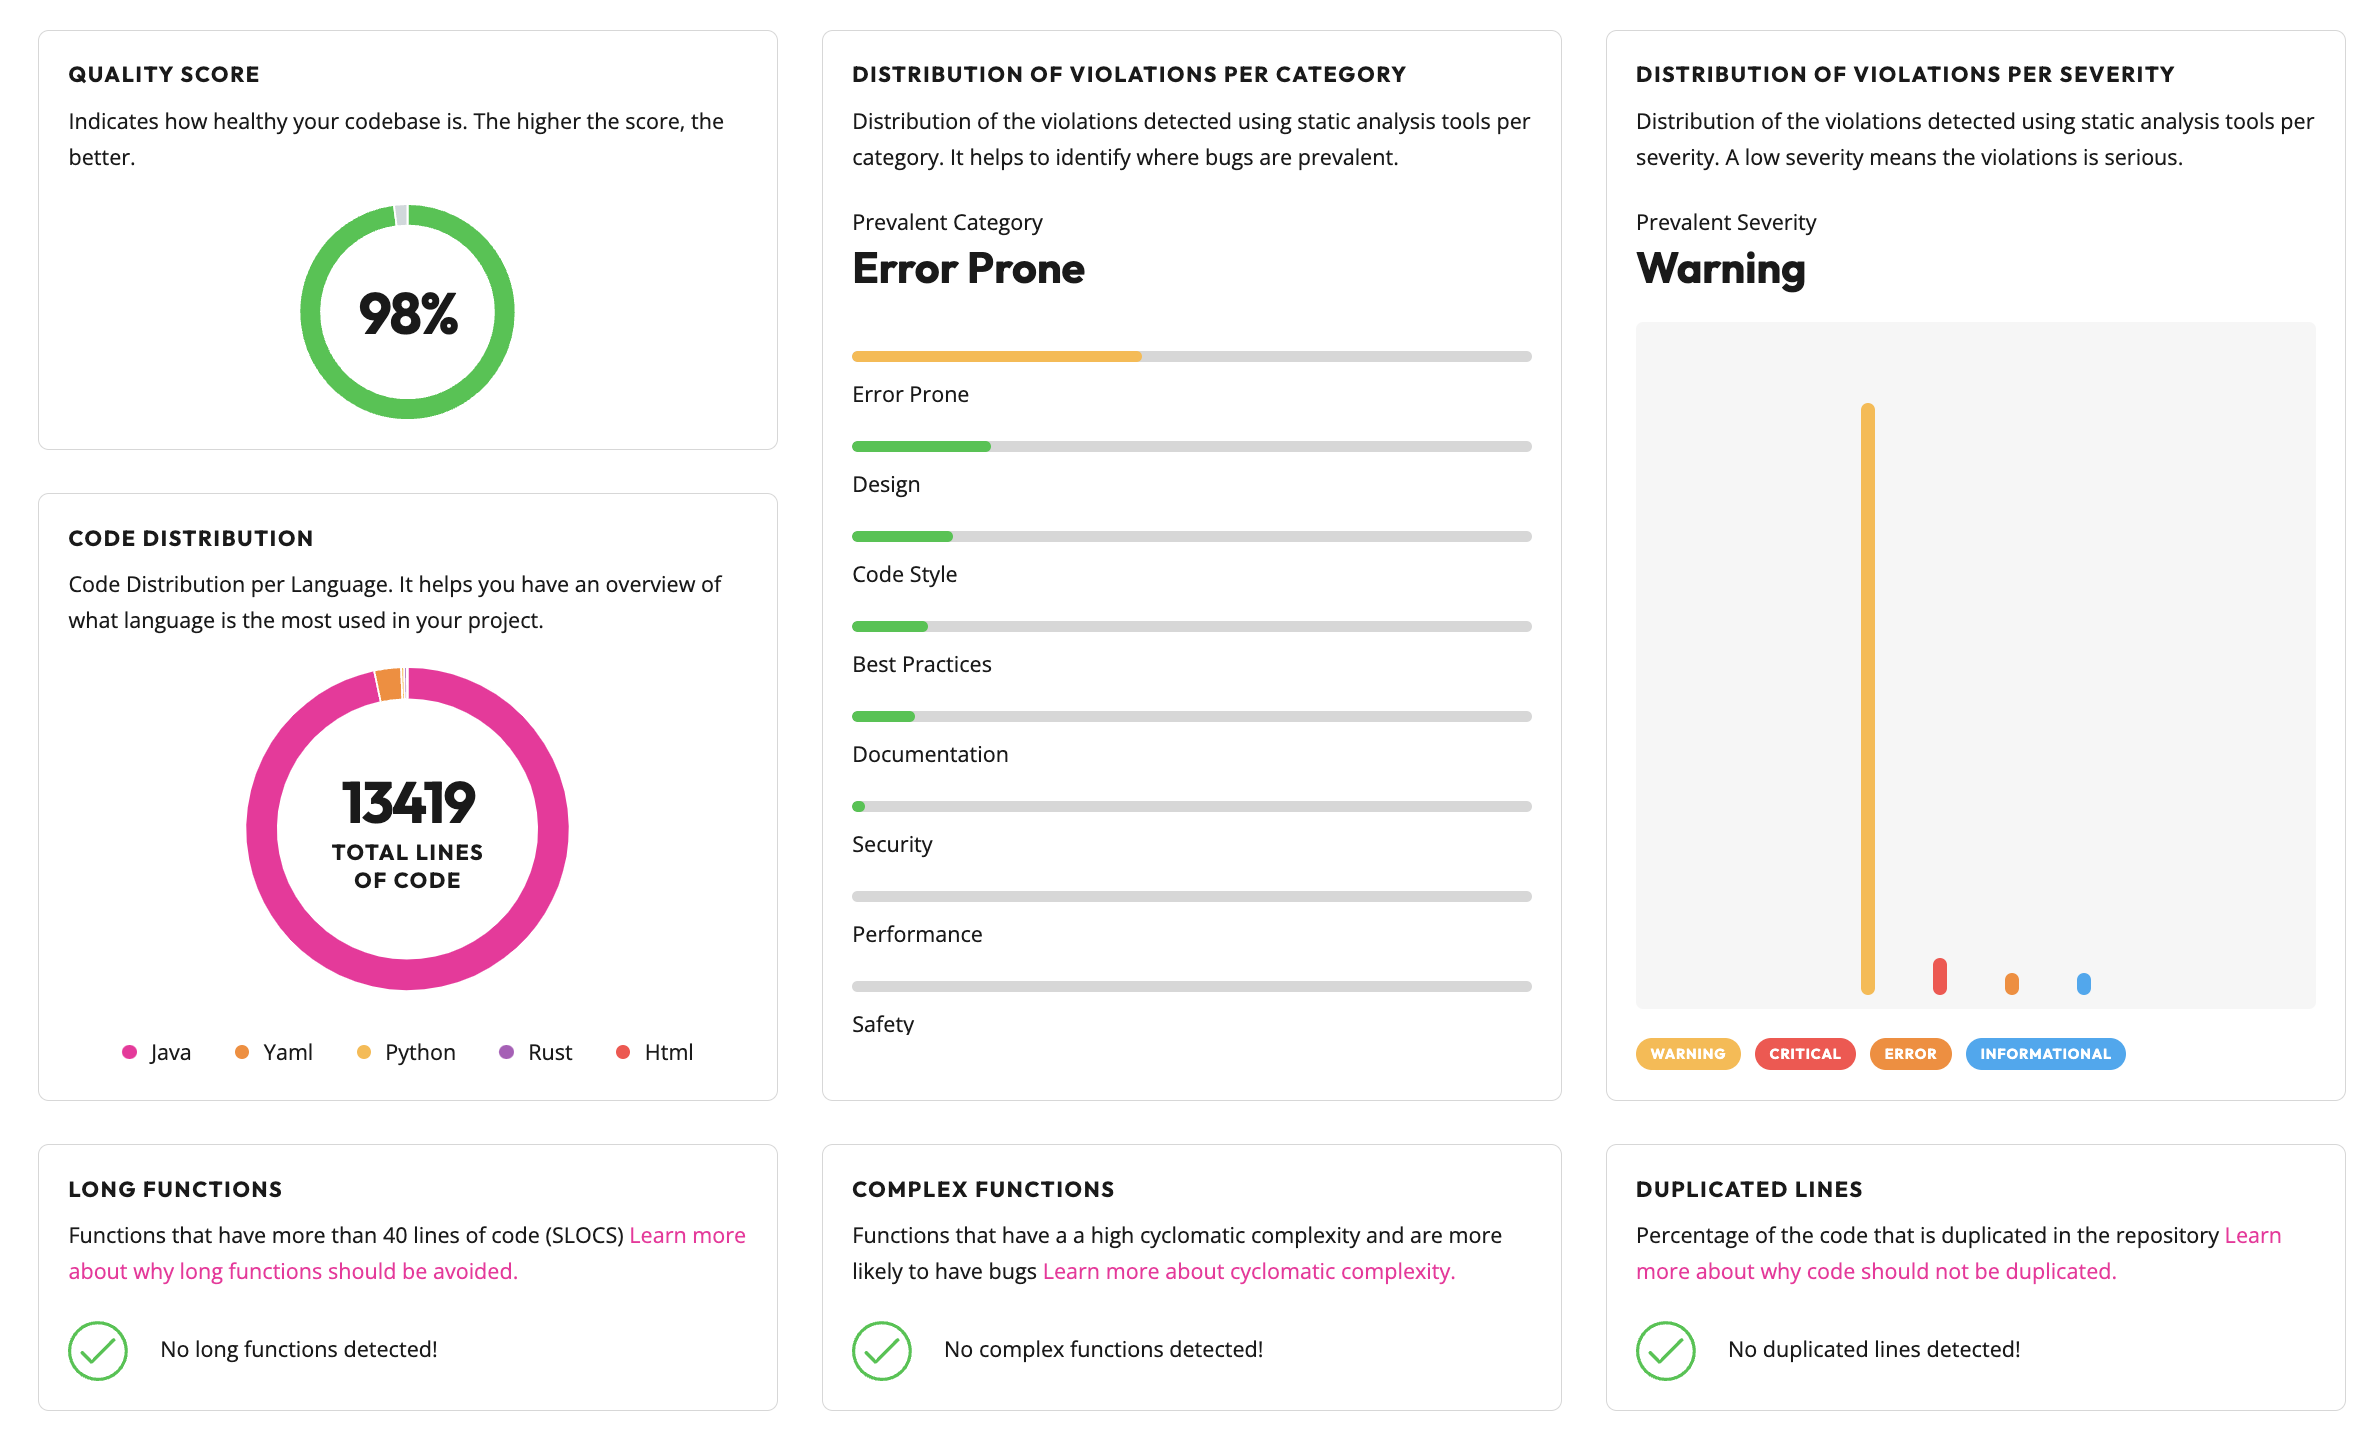 QUALITY SCORE
Indicates how healthy your codebase is. The higher the score, the
better.
98%
CODE DISTRIBUTION
Code Distribution per Language. It helps you have an overview of
what language is the most used in your project.
13419
TOTAL LINES
OF CODE
Java Yaml Python Rust Html
DISTRIBUTION OF VIOLATIONS PER CATEGORY
Distribution of the violations detected using static analysis tools per
category. It helps to identify where bugs are prevalent.
Prevalent Category
Error Prone
Error Prone
Design
Code Style
Best Practices
Documentation
Security
Performance
Safety
DISTRIBUTION OF VIOLATIONS PER SEVERITY
Distribution of the violations detected using static analysis tools per
severity. A low severity means the violations is serious.
Prevalent Severity
Warning
WARNING CRITICAL ERROR INFORMATIONAL
LONG FUNCTIONS
Functions that have more than 40 lines of code (SLOCS) Learn more
about why long functions should be avoided.
No long functions detected!
COMPLEX FUNCTIONS
Functions that have a a high cyclomatic complexity and are more
likely to have bugs Learn more about cyclomatic complexity.
No complex functions detected!
DUPLICATED LINES
Percentage of the code that is duplicated in the repository Learn
more about why code should not be duplicated.
No duplicated lines detected!